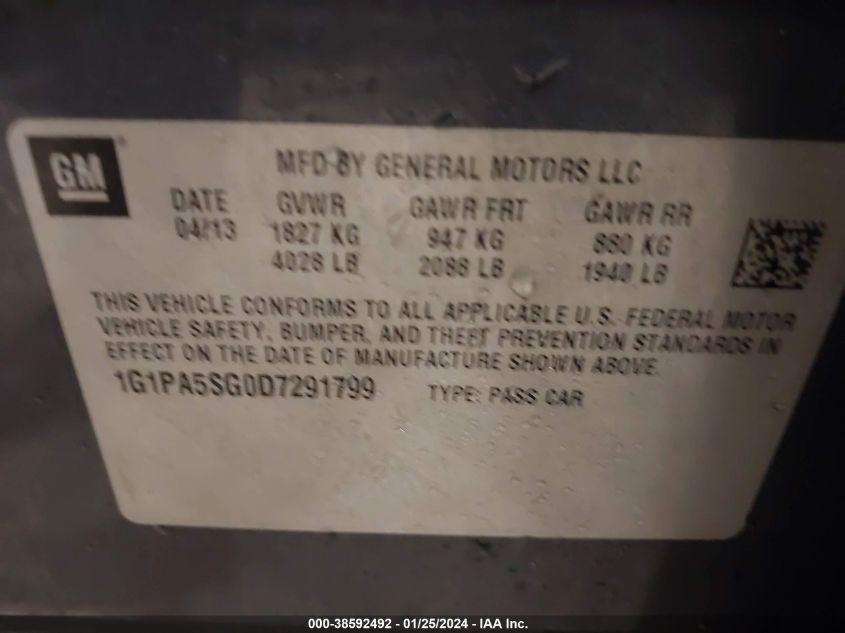 GM
MFD BY GENERAL MOTORS LLC
DATE GVWR GAWR FRT GAWR RR
04/13 1827 KG 947 KG 880 KG
4028 LB 2088 LB 1940 LB
THIS VEHICLE CONFORMS TO ALL APPLICABLE U.S. FEDERAL MOTOR
VEHICLE SAFETY, BUMPER, AND THEFT PREVENTION STANDARDS IN
EFFECT ON THE DATE OF MANUFACTURE SHOWN ABOVE.
1G1PA5SG0D7291799 TYPE: PASS CAR
000-38592492 - 01/25/2024 - IAA Inc.